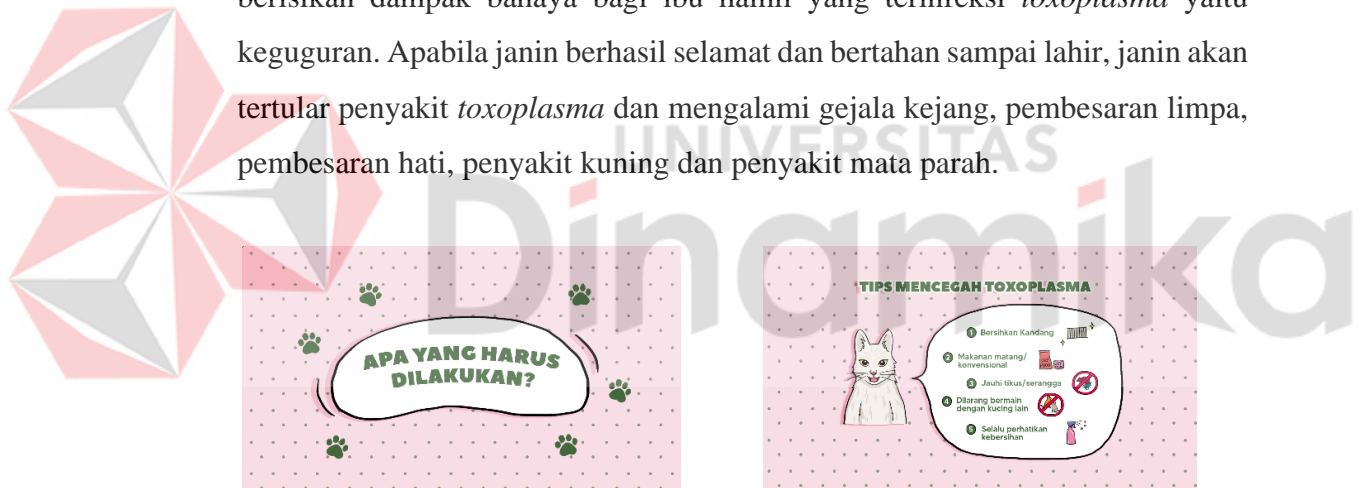 berisikan dampak bahaya bagi ibu hamil yang terinfeksi toxoplasma yaitu
keguguran. Apabila janin berhasil selamat dan bertahan sampai lahir, janin akan
tertular penyakit toxoplasma dan mengalami gejala kejang, pembesaran limpa,
pembesaran hati, penyakit kuning dan penyakit mata parah.
UNIVERSITAS
Dinamika
APA YANG HARUS
DILAKUKAN?
TIPS MENCEGAH TOXOPLASMA
1 Bersihkan Kandang
2 Makanan matang/
konvensional
3 Jauhi tikus/serangga
4 Dilarang bermain
dengan kucing lain
5 Selalu perhatikan
kebersihan